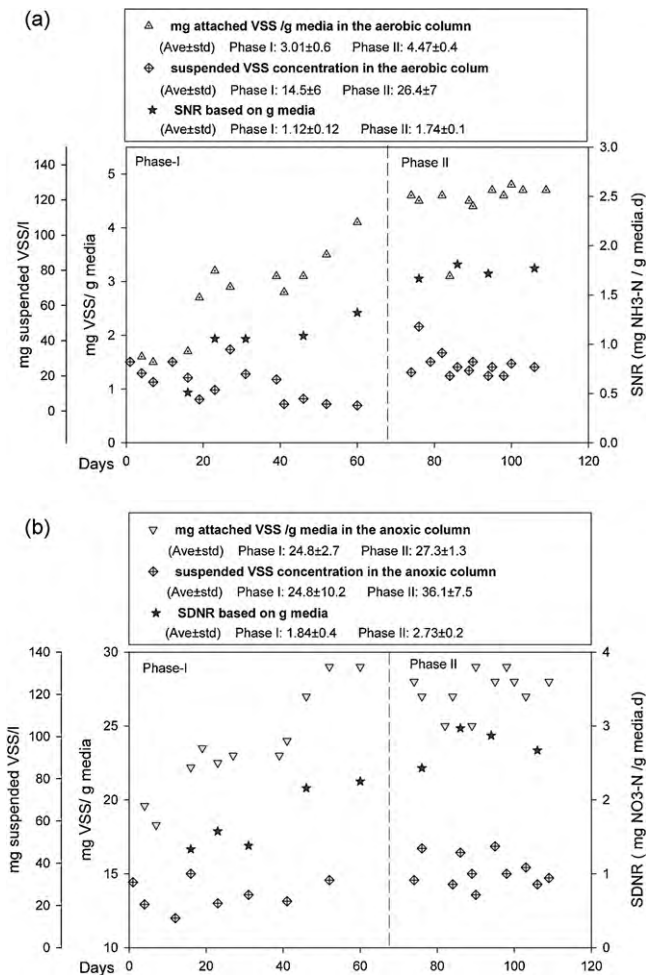 (a)
mg attached VSS /g media in the aerobic column
(Ave±std) Phase I: 3.01±0.6 Phase II: 4.47±0.4
suspended VSS concentration in the aerobic colum
(Ave±std) Phase I: 14.5±6 Phase II: 26.4±7
SNR based on g media
(Ave±std) Phase I: 1.12±0.12 Phase II: 1.74±0.1
Phase-I
Phase II
mg suspended VSS/l
140
120
100
80
60
40
20
0
mg VSS/ g media
5
4
3
2
1
0
SNR (mg NH3-N / g media.d)
3.0
2.5
2.0
1.5
1.0
0.5
0.0
Days
0 20 40 60 80 100 120
(b)
mg attached VSS /g media in the anoxic column
(Ave±std) Phase I: 24.8±2.7 Phase II: 27.3±1.3
suspended VSS concentration in the anoxic column
(Ave±std) Phase I: 24.8±10.2 Phase II: 36.1±7.5
SDNR based on g media
(Ave±std) Phase I: 1.84±0.4 Phase II: 2.73±0.2
Phase-I
Phase II
mg suspended VSS/l
140
120
100
80
60
40
20
0
mg VSS/ g media
30
25
20
15
10
SDNR ( mg NO3-N /g media.d)
4
3
2
1
0
Days
0 20 40 60 80 100 120